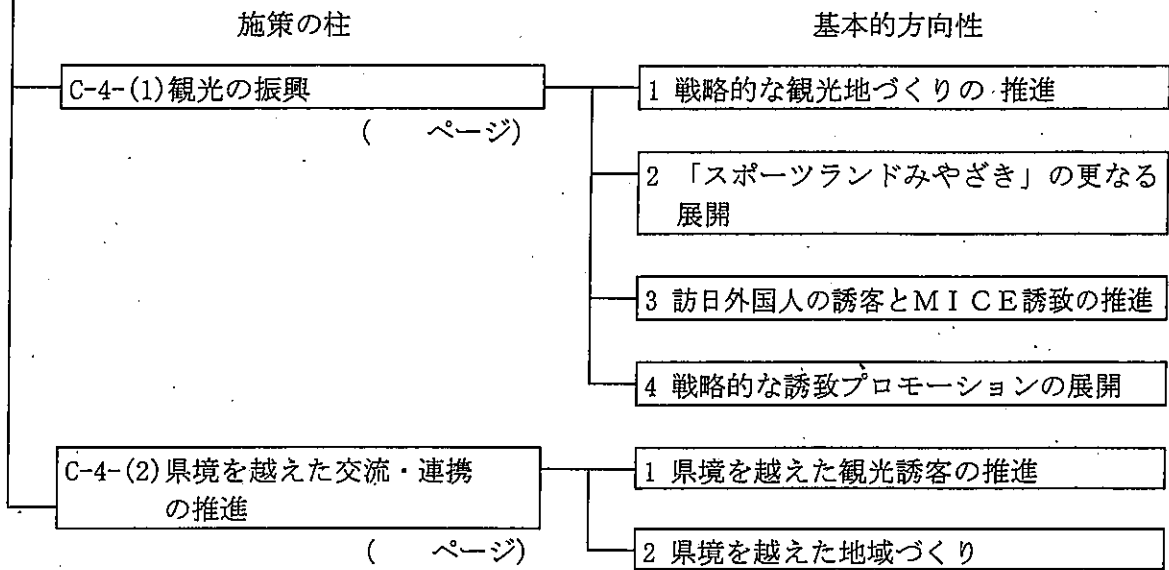 施策の柱
基本的方向性
C-4-(1)観光の振興
(　　ページ)
1 戦略的な観光地づくりの 推進
2 「スポーツランドみやざき」の更なる
展開
3 訪日外国人の誘客とMICE誘致の推進
4 戦略的な誘致プロモーションの展開
C-4-(2)県境を越えた交流・連携
の推進
(　　ページ)
1 県境を越えた観光誘客の推進
2 県境を越えた地域づくり